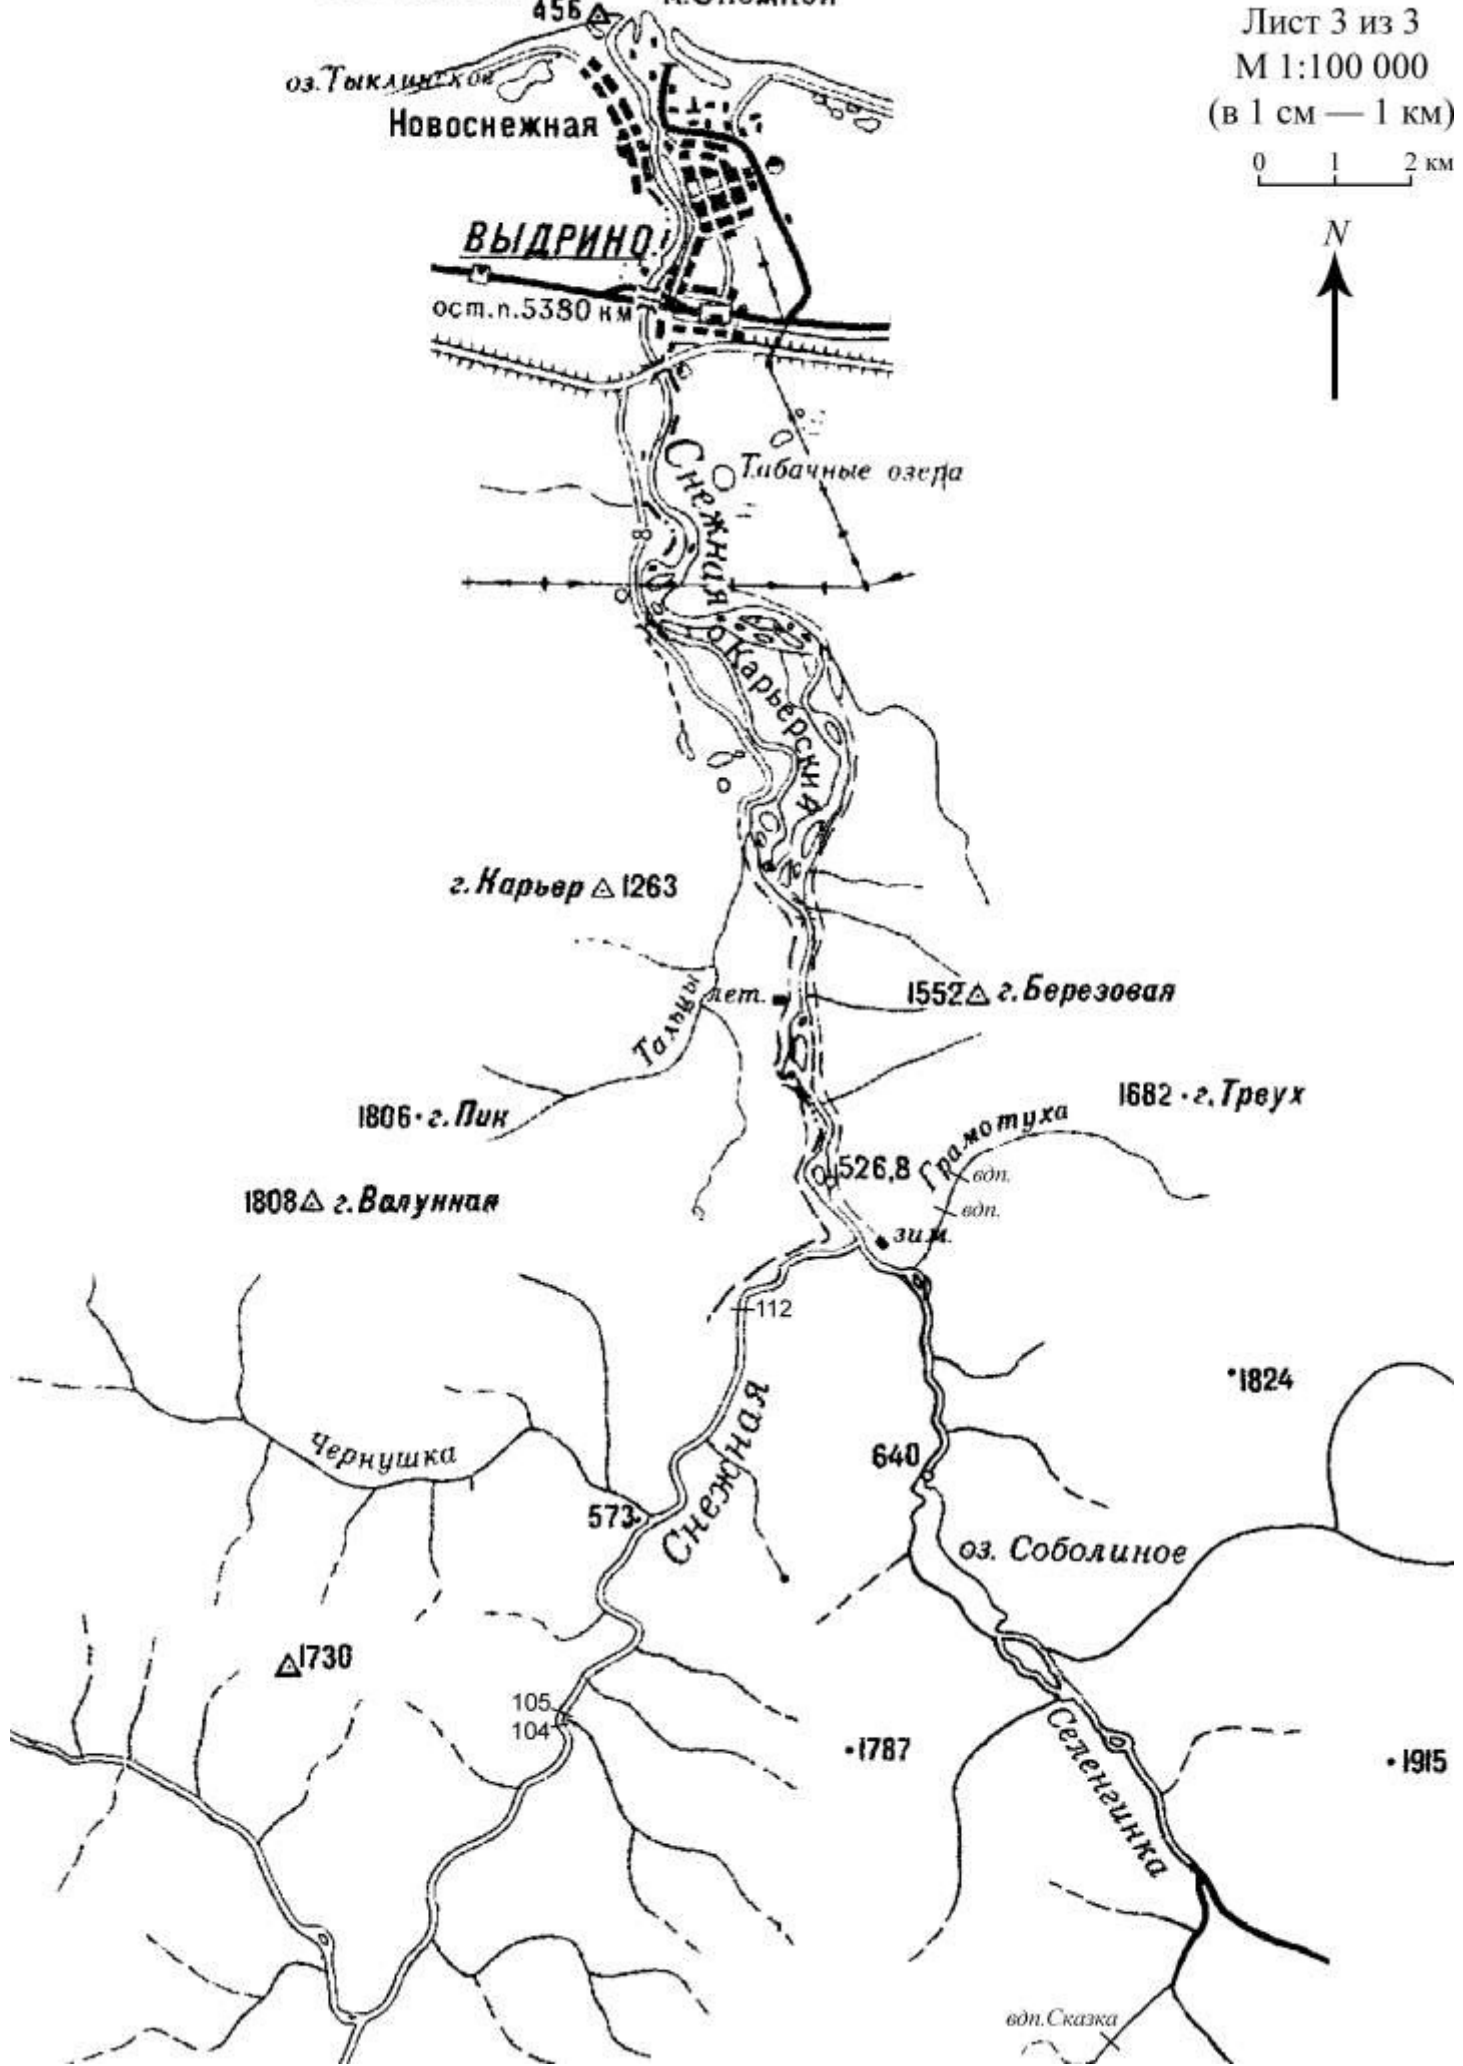 456
Лист 3 из 3
М 1:100 000
(в 1 см — 1 км)
0 1 2 км
N
оз. Тыклинское
Новоснежная
ВЫДРИНО
ост.п.5380 км
Снежная
Табачные озера
8
о Карьерский
г.Карьер 1263
Тальцы
лет.
1552 г.Березовая
1806 г.Пик
1682 г.Треух
Грамотуха
526,8
вдп.
вдп.
1808 г.Валунная
зим.
112
1824
Чернушка
Снежная
640
573
оз. Соболиное
1730
105
104
1787
Селенгинка
1915
вдп.Сказка